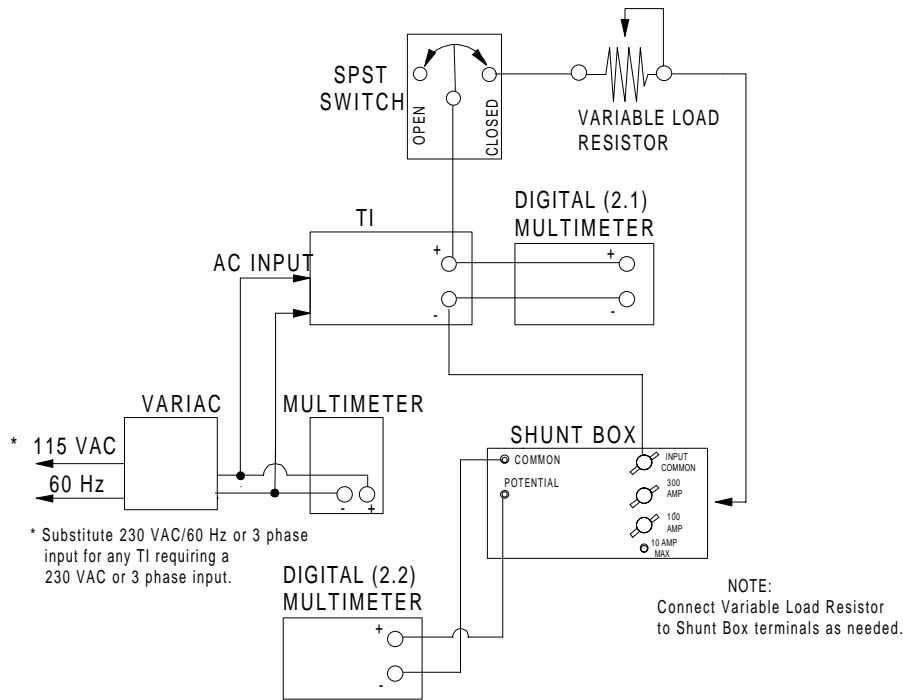 SPST
SWITCH
OPEN
CLOSED
VARIABLE LOAD
RESISTOR
TI
DIGITAL (2.1)
MULTIMETER
AC INPUT
+
-
+
-
VARIAC
MULTIMETER
* 115 VAC
60 Hz
- +
* Substitute 230 VAC/60 Hz or 3 phase
input for any TI requiring a
230 VAC or 3 phase input.
SHUNT BOX
COMMON
POTENTIAL
INPUT
COMMON
300
AMP
100
AMP
10 AMP
MAX
DIGITAL (2.2)
MULTIMETER
+
-
NOTE:
Connect Variable Load Resistor
to Shunt Box terminals as needed.